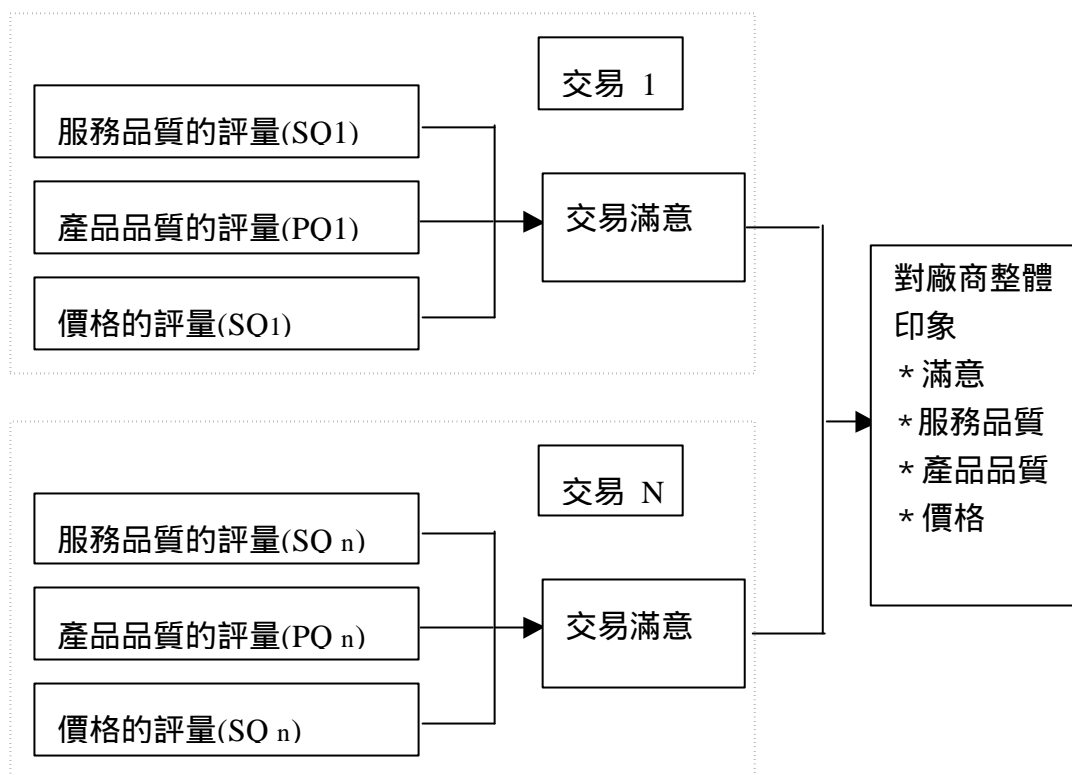 交易 1
服務品質的評量(SQ1)
產品品質的評量(PQ1)
價格的評量(SQ1)
交易滿意
交易 N
服務品質的評量(SQ n)
產品品質的評量(PQ n)
價格的評量(SQ n)
交易滿意
對廠商整體
印象
*滿意
*服務品質
*產品品質
*價格